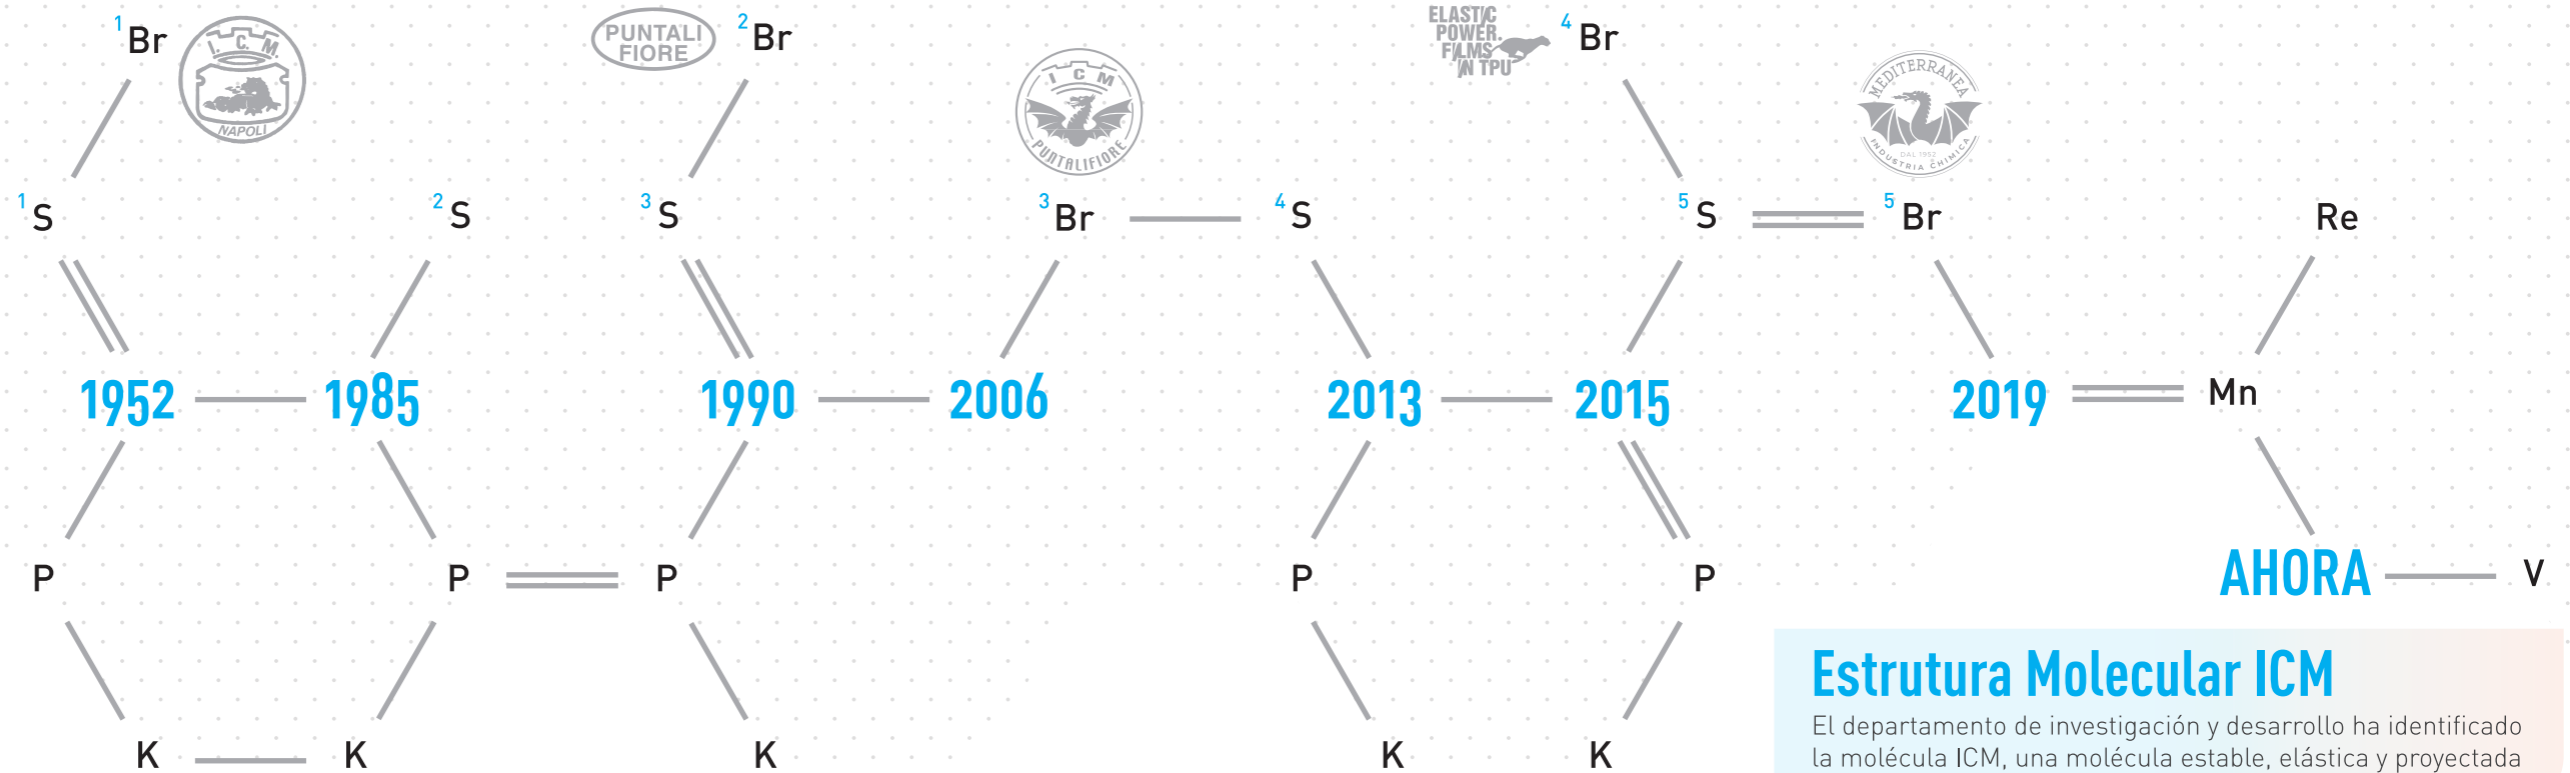 1 Br
I. C. M.
NAPOLI
PUNTALI
FIORE
2 Br
I C M
PUNTALIFIORE
ELASTIC
POWER.
FILMS
IN TPU
4 Br
MEDITERRANEA
DAL 1952
INDUSTRIA CHIMICA
1 S
2 S
3 S
3 Br
4 S
5 S
5 Br
Re
1952
1985
1990
2006
2013
2015
2019
Mn
P
P
P
P
P
AHORA
V
K
K
K
K
K
Estrutura Molecular ICM
El departamento de investigación y desarrollo ha identificado
la molécula ICM, una molécula estable, elástica y proyectada